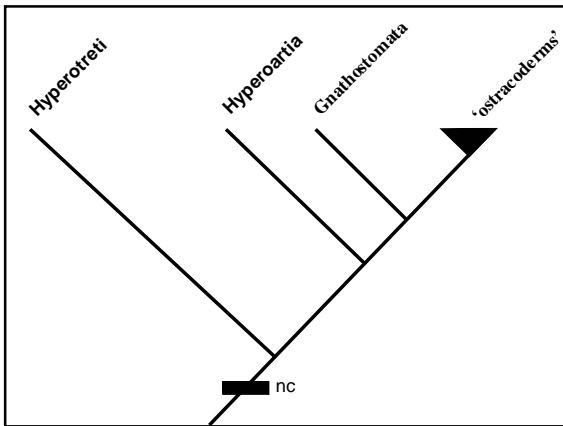 Hyperotreti
Hyperoartia
Gnathostomata
‘ostracoderms’
nc